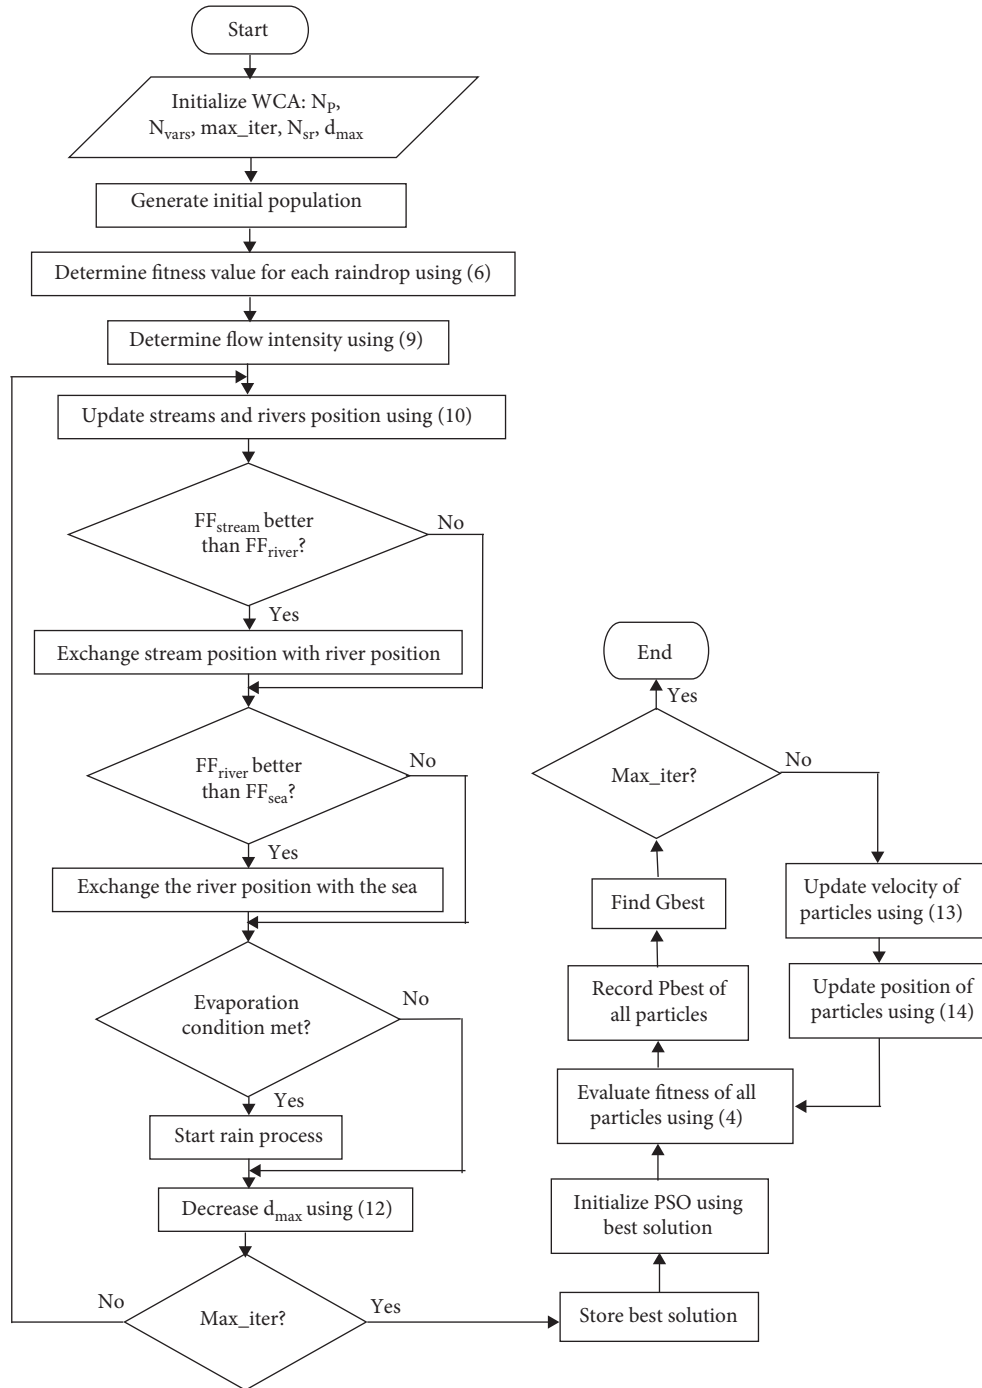 Start
Initialize WCA: N_P,
N_vars, max_iter, N_sr, d_max
Generate initial population
Determine fitness value for each raindrop using (6)
Determine flow intensity using (9)
Update streams and rivers position using (10)
FF_stream better
than FF_river?
No
Yes
Exchange stream position with river position
FF_river better
than FF_sea?
No
Yes
Exchange the river position with the sea
Evaporation
condition met?
No
Yes
Start rain process
Decrease d_max using (12)
Max_iter?
No
Yes
Store best solution
Initialize PSO using
best solution
Evaluate fitness of all
particles using (4)
Record Pbest of
all particles
Find Gbest
Max_iter?
No
Yes
End
Update velocity of
particles using (13)
Update position of
particles using (14)